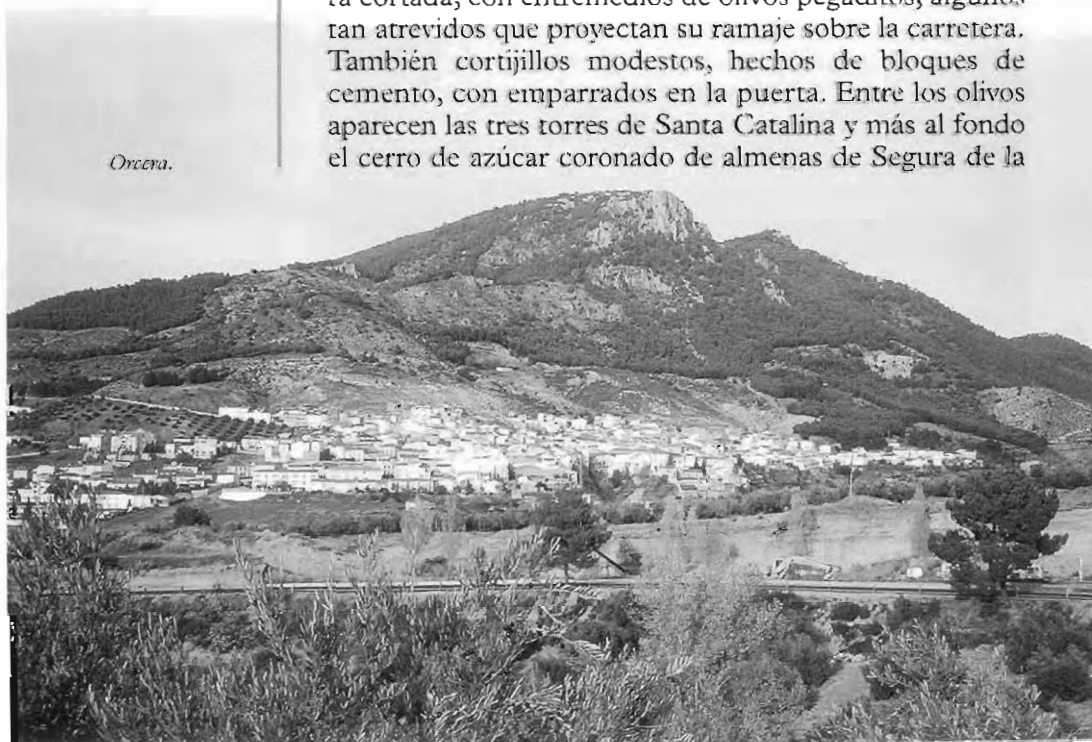 ra cortada, con entremedios de olivos pegaditos, algunos
tan atrevidos que proyectan su ramaje sobre la carretera.
También cortijillos modestos, hechos de bloques de
cemento, con emparrados en la puerta. Entre los olivos
aparecen las tres torres de Santa Catalina y más al fondo
el cerro de azúcar coronado de almenas de Segura de la
Orcera.